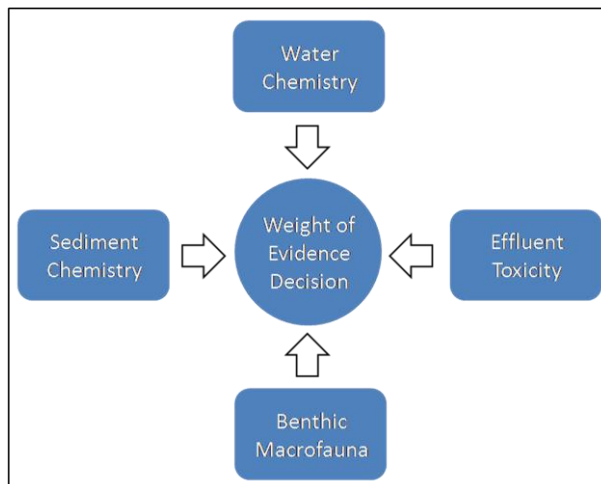 Water
Chemistry
Sediment
Chemistry
Weight of
Evidence
Decision
Effluent
Toxicity
Benthic
Macrofauna